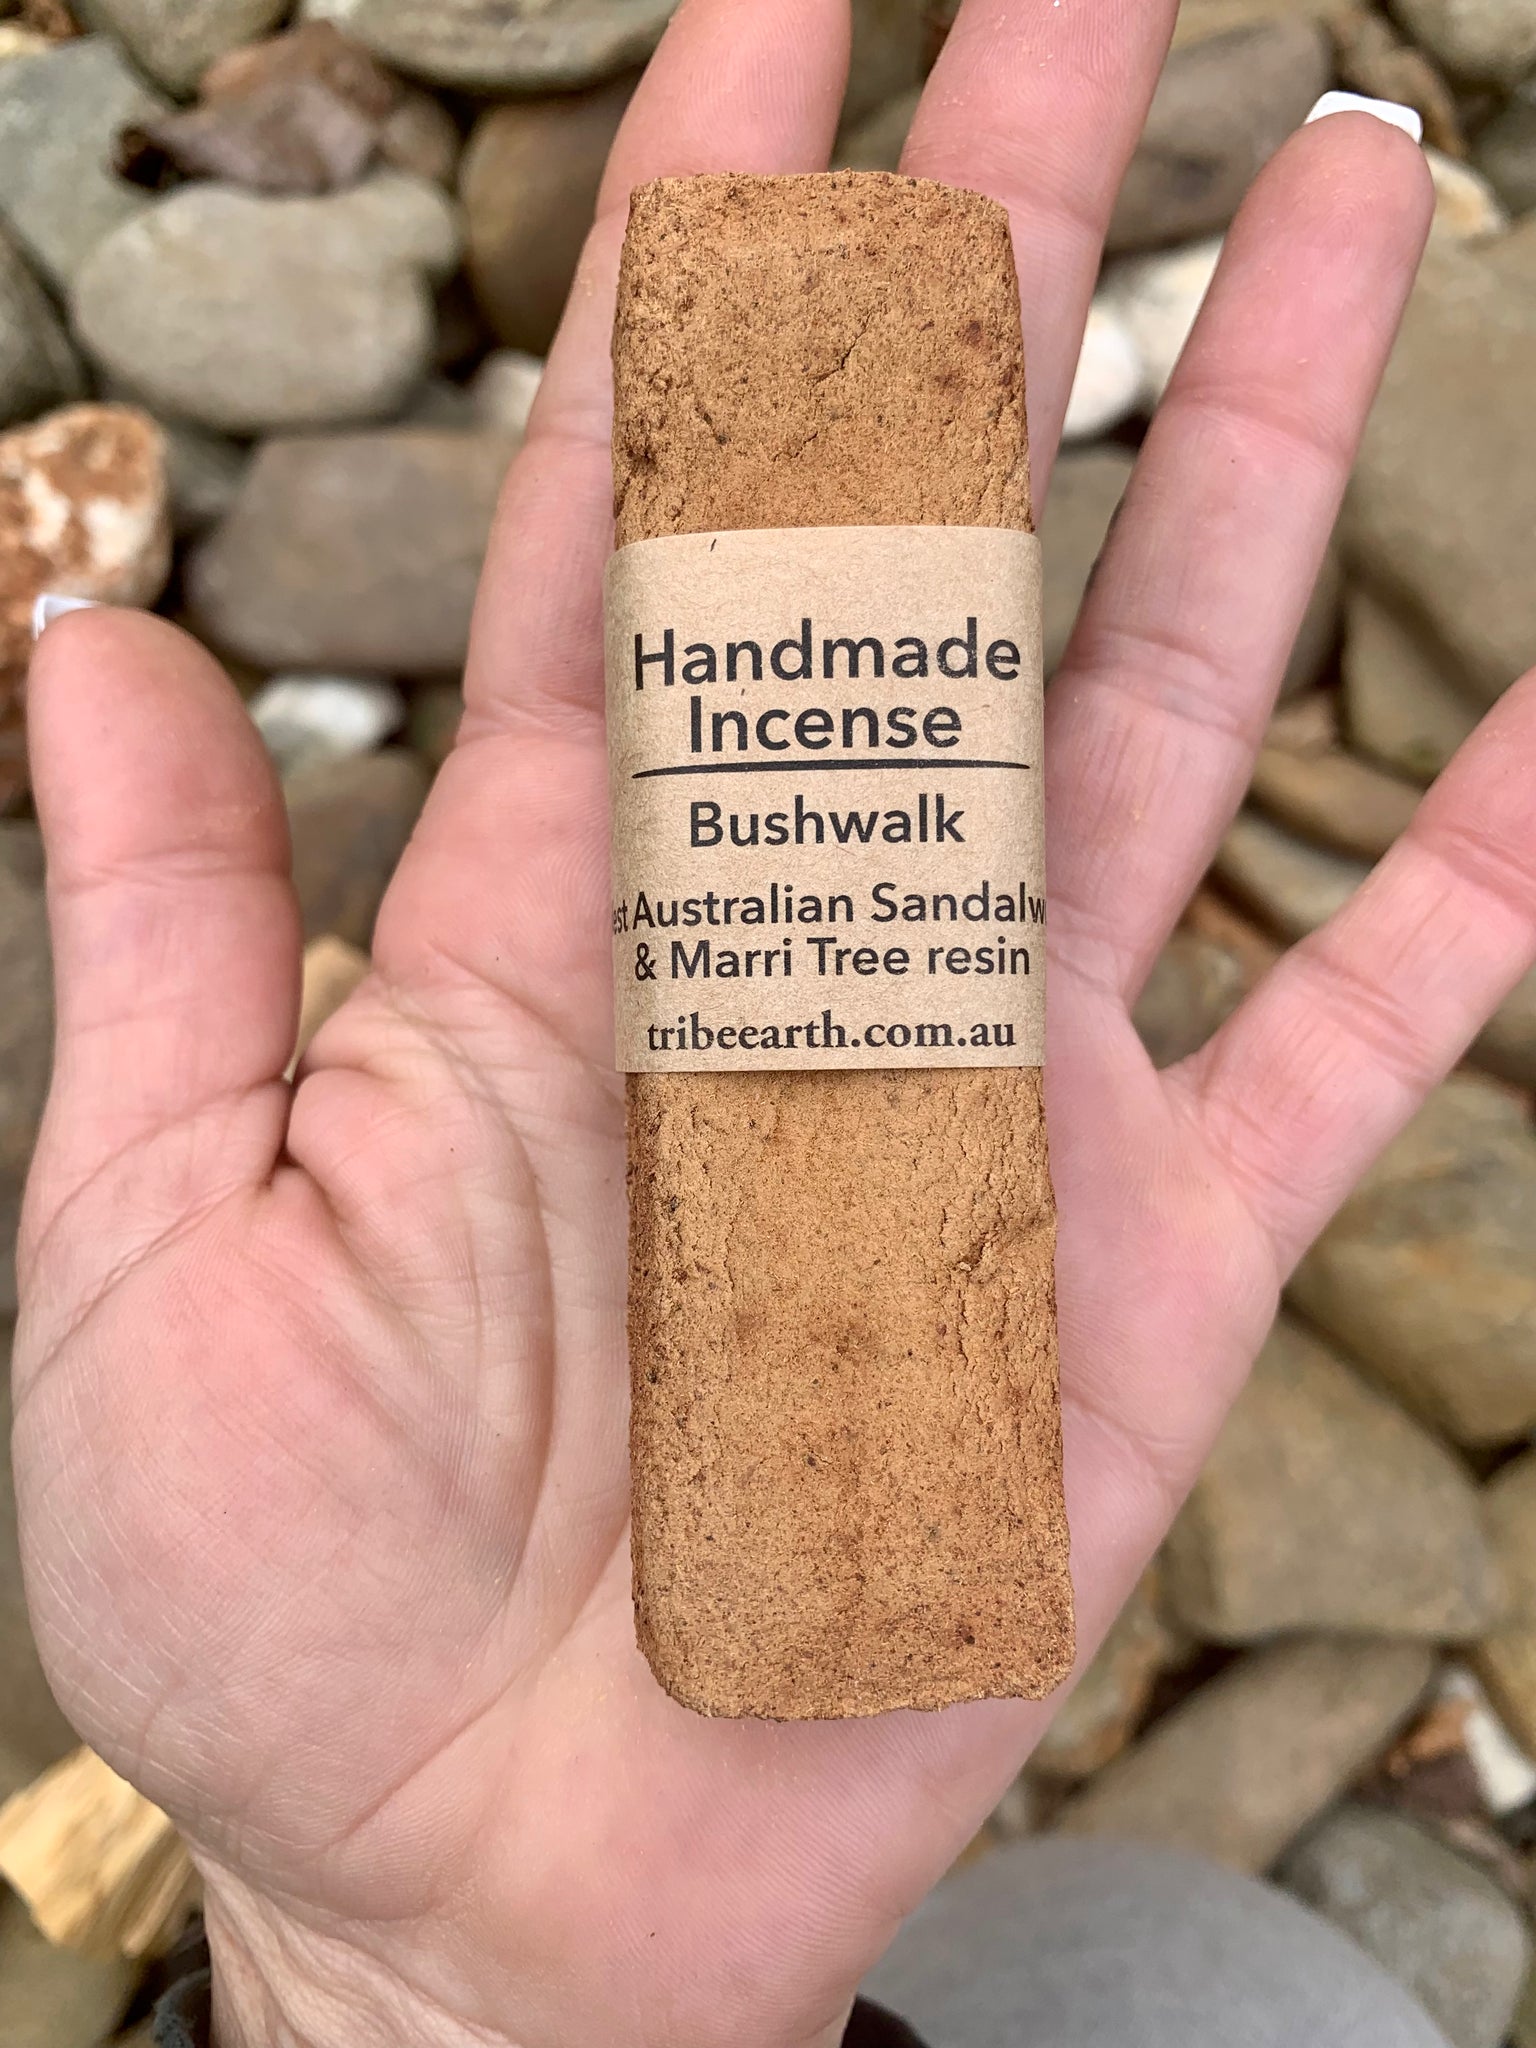 Handmade
Incense
Bushwalk
est Australian Sandalw
& Marri Tree resin
tribeearth.com.au